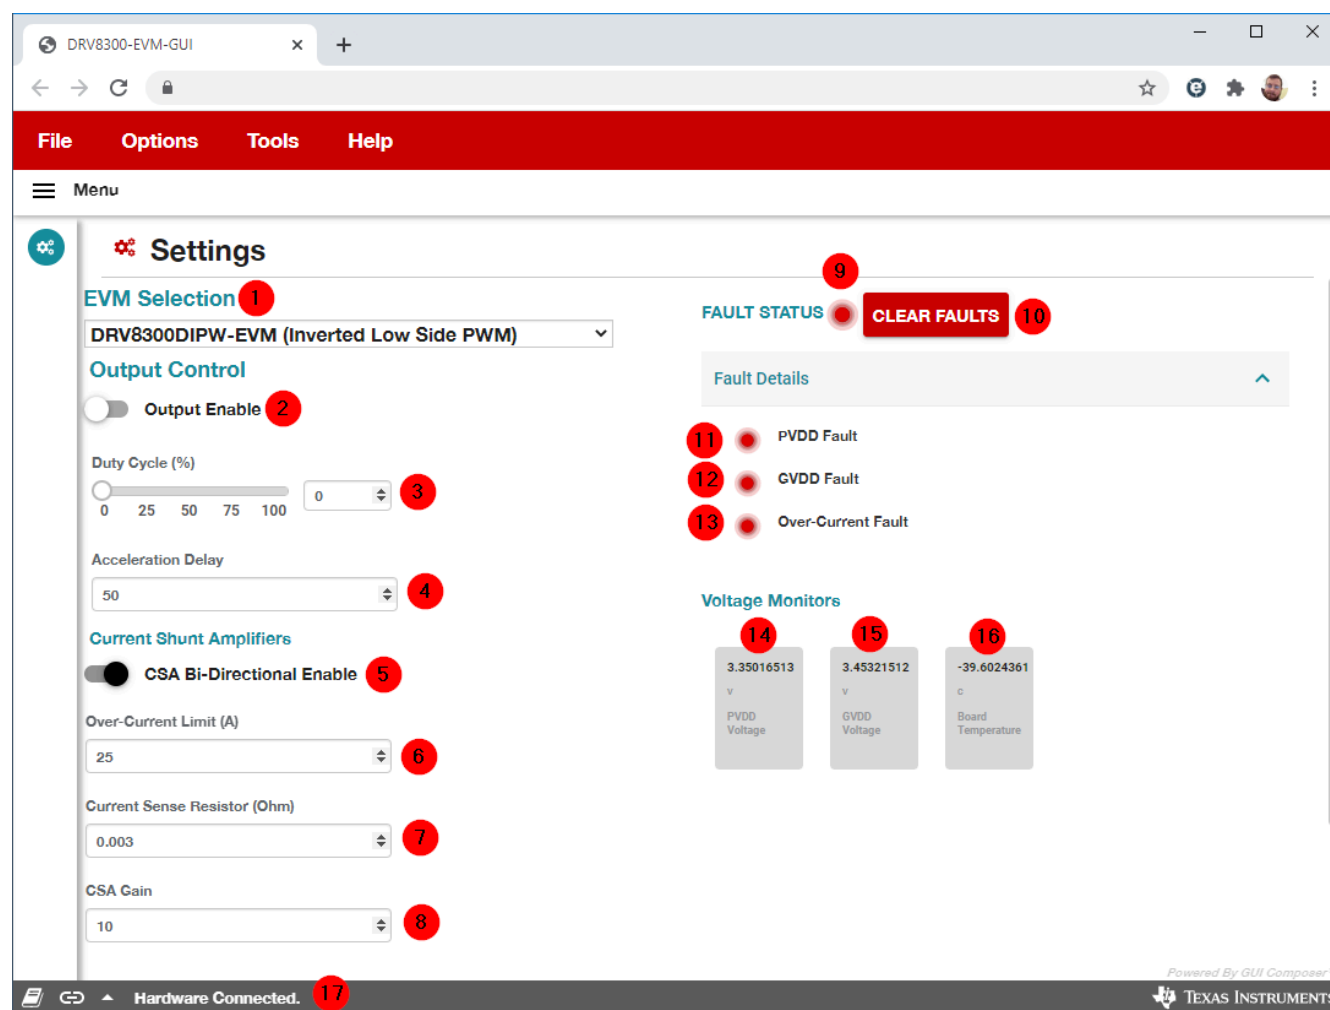 DRV8300-EVM-GUI
File Options Tools Help
Menu
Settings
EVM Selection 1
DRV8300DIPW-EVM (Inverted Low Side PWM)
Output Control
Output Enable 2
Duty Cycle (%)
0 3
0 25 50 75 100
Acceleration Delay
50 4
Current Shunt Amplifiers
CSA Bi-Directional Enable 5
Over-Current Limit (A)
25 6
Current Sense Resistor (Ohm)
0.003 7
CSA Gain
10 8
9
FAULT STATUS CLEAR FAULTS 10
Fault Details
11 PVDD Fault
12 GVDD Fault
13 Over-Current Fault
Voltage Monitors
14 15 16
3.35016513 3.45321512 -39.6024361
V V C
PVDD Voltage GVDD Voltage Board Temperature
Powered By GUI Composer
Hardware Connected. 17
TEXAS INSTRUMENTS